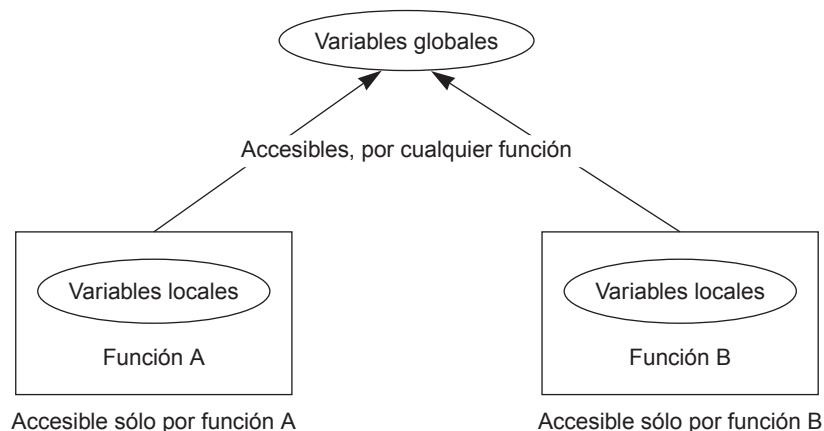 Variables globales
Accesibles, por cualquier función
Variables locales
Función A
Accesible sólo por función A
Variables locales
Función B
Accesible sólo por función B